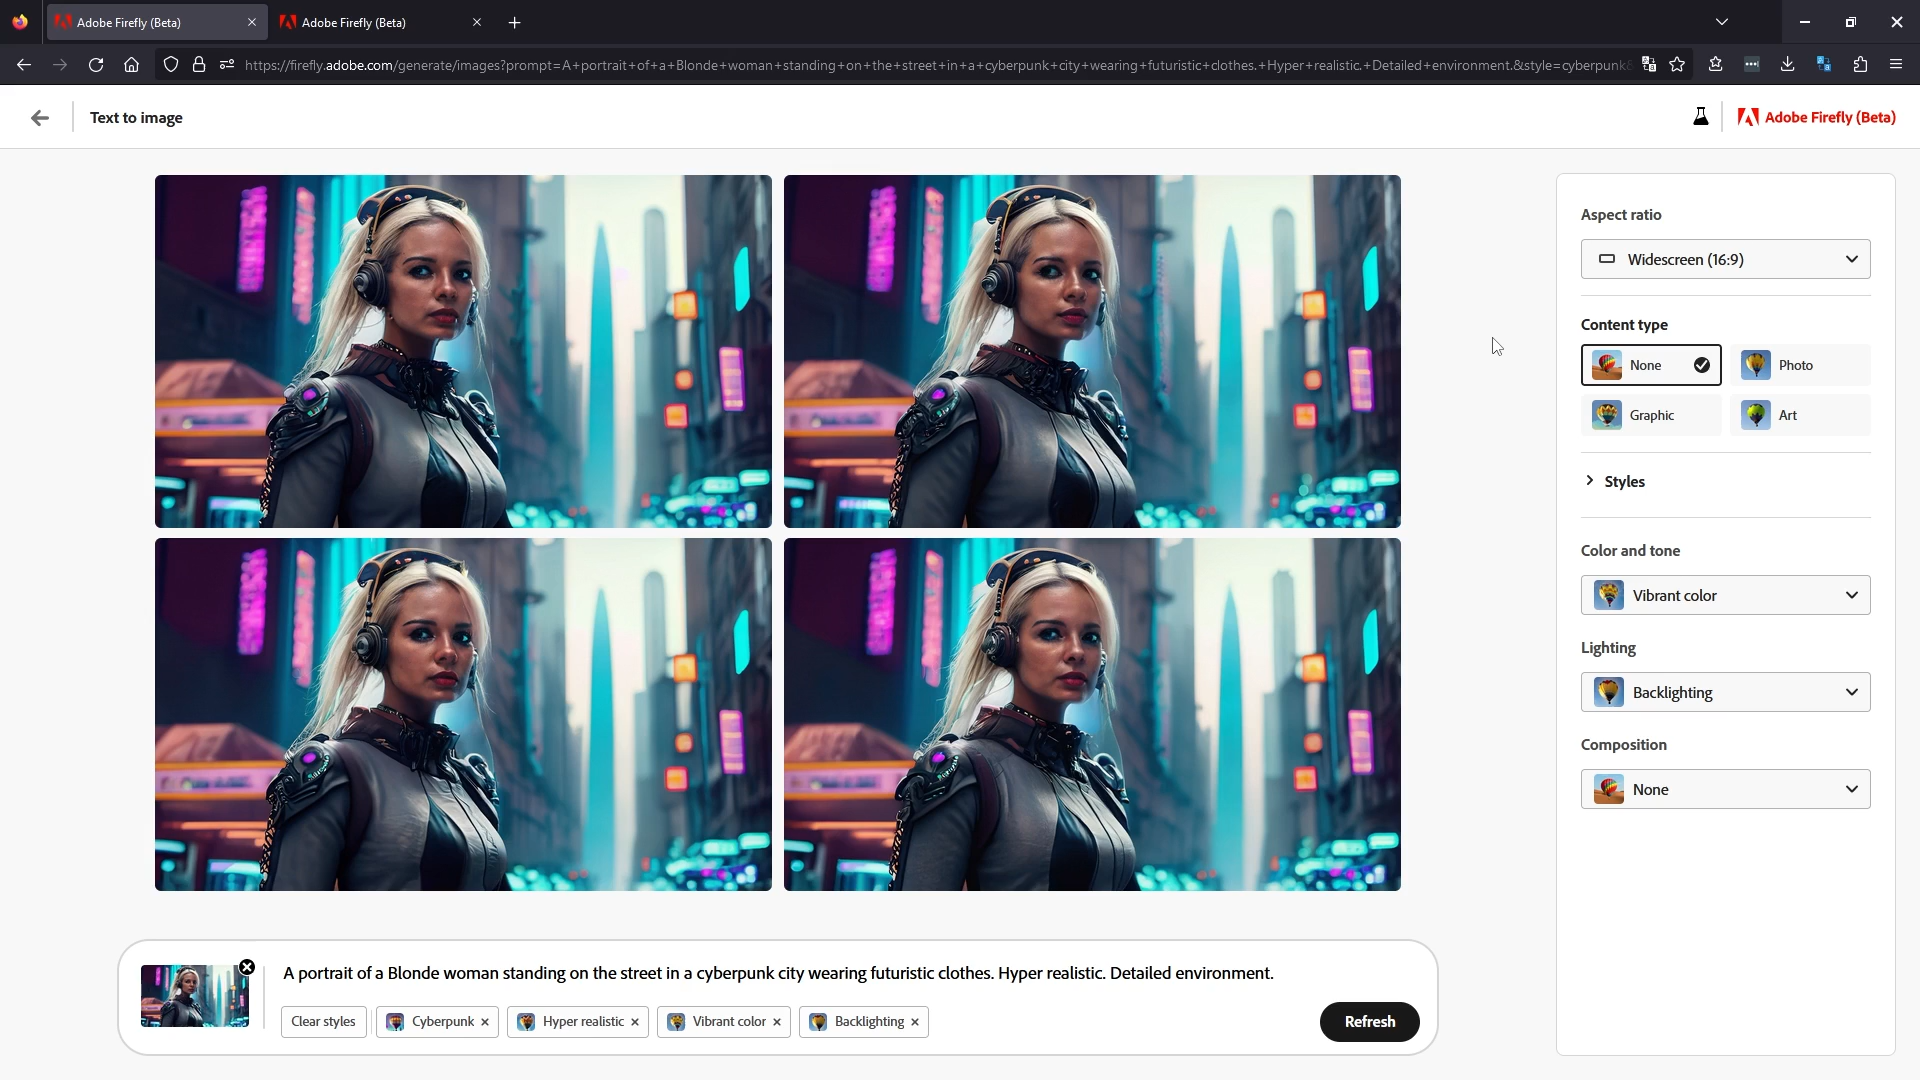 Adobe Firefly (Beta)
Adobe Firefly (Beta)
https://firefly.adobe.com/generate/images?prompt=A+portrait+of+a+Blonde+woman+standing+on+the+street+in+a+cyberpunk+city+wearing+futuristic+clothes.+Hyper+realistic.+Detailed+environment.&style=cyberpunk
Text to image
Adobe Firefly (Beta)
Aspect ratio
Widescreen (16:9)
Content type
None
Photo
Graphic
Art
Styles
Color and tone
Vibrant color
Lighting
Backlighting
Composition
None
A portrait of a Blonde woman standing on the street in a cyberpunk city wearing futuristic clothes. Hyper realistic. Detailed environment.
Clear styles
Cyberpunk
Hyper realistic
Vibrant color
Backlighting
Refresh